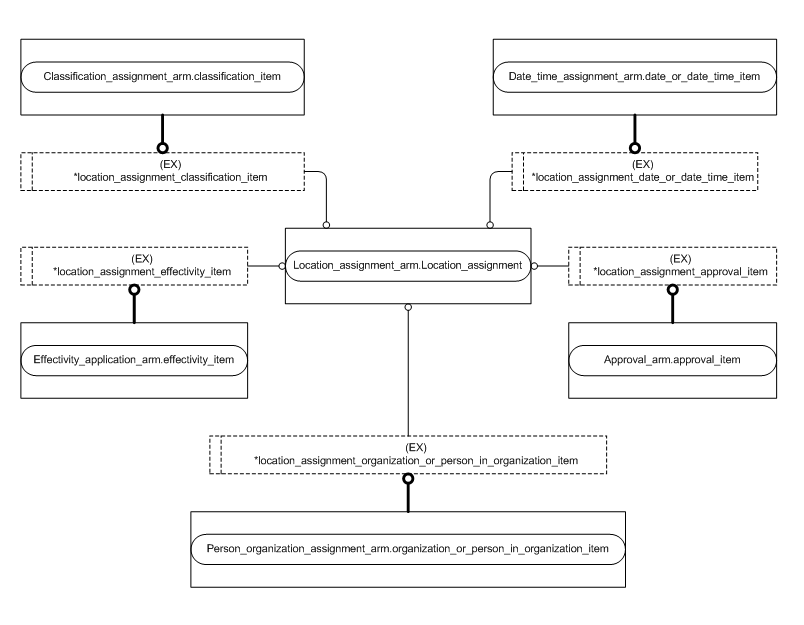 Classification_assignment_arm.classification_item
Date_time_assignment_arm.date_or_date_time_item
(EX)
*location_assignment_classification_item
(EX)
*location_assignment_date_or_date_time_item
(EX)
*location_assignment_effectivity_item
Location_assignment_arm.Location_assignment
(EX)
*location_assignment_approval_item
Effectivity_application_arm.effectivity_item
Approval_arm.approval_item
(EX)
*location_assignment_organization_or_person_in_organization_item
Person_organization_assignment_arm.organization_or_person_in_organization_item